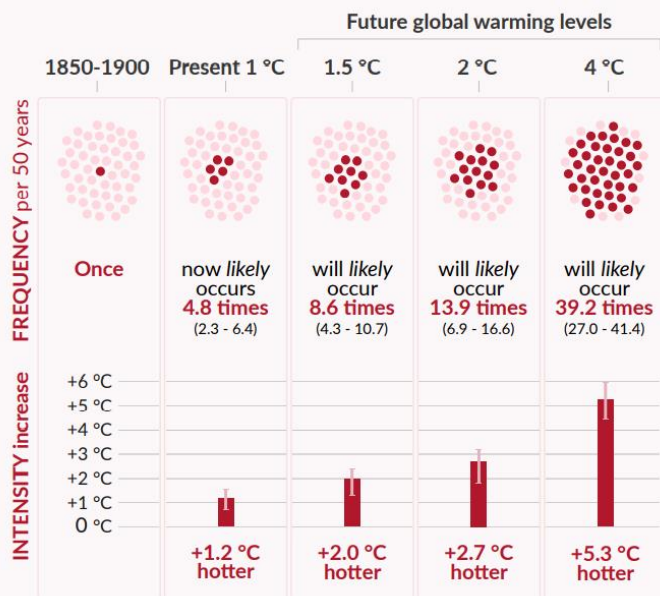 Future global warming levels
1850-1900
Present 1 °C
1.5 °C
2 °C
4 °C
FREQUENCY per 50 years
Once
now likely
occurs
4.8 times
(2.3 - 6.4)
will likely
occur
8.6 times
(4.3 - 10.7)
will likely
occur
13.9 times
(6.9 - 16.6)
will likely
occur
39.2 times
(27.0 - 41.4)
INTENSITY increase
+6 °C
+5 °C
+4 °C
+3 °C
+2 °C
+1 °C
0 °C
+1.2 °C
hotter
+2.0 °C
hotter
+2.7 °C
hotter
+5.3 °C
hotter